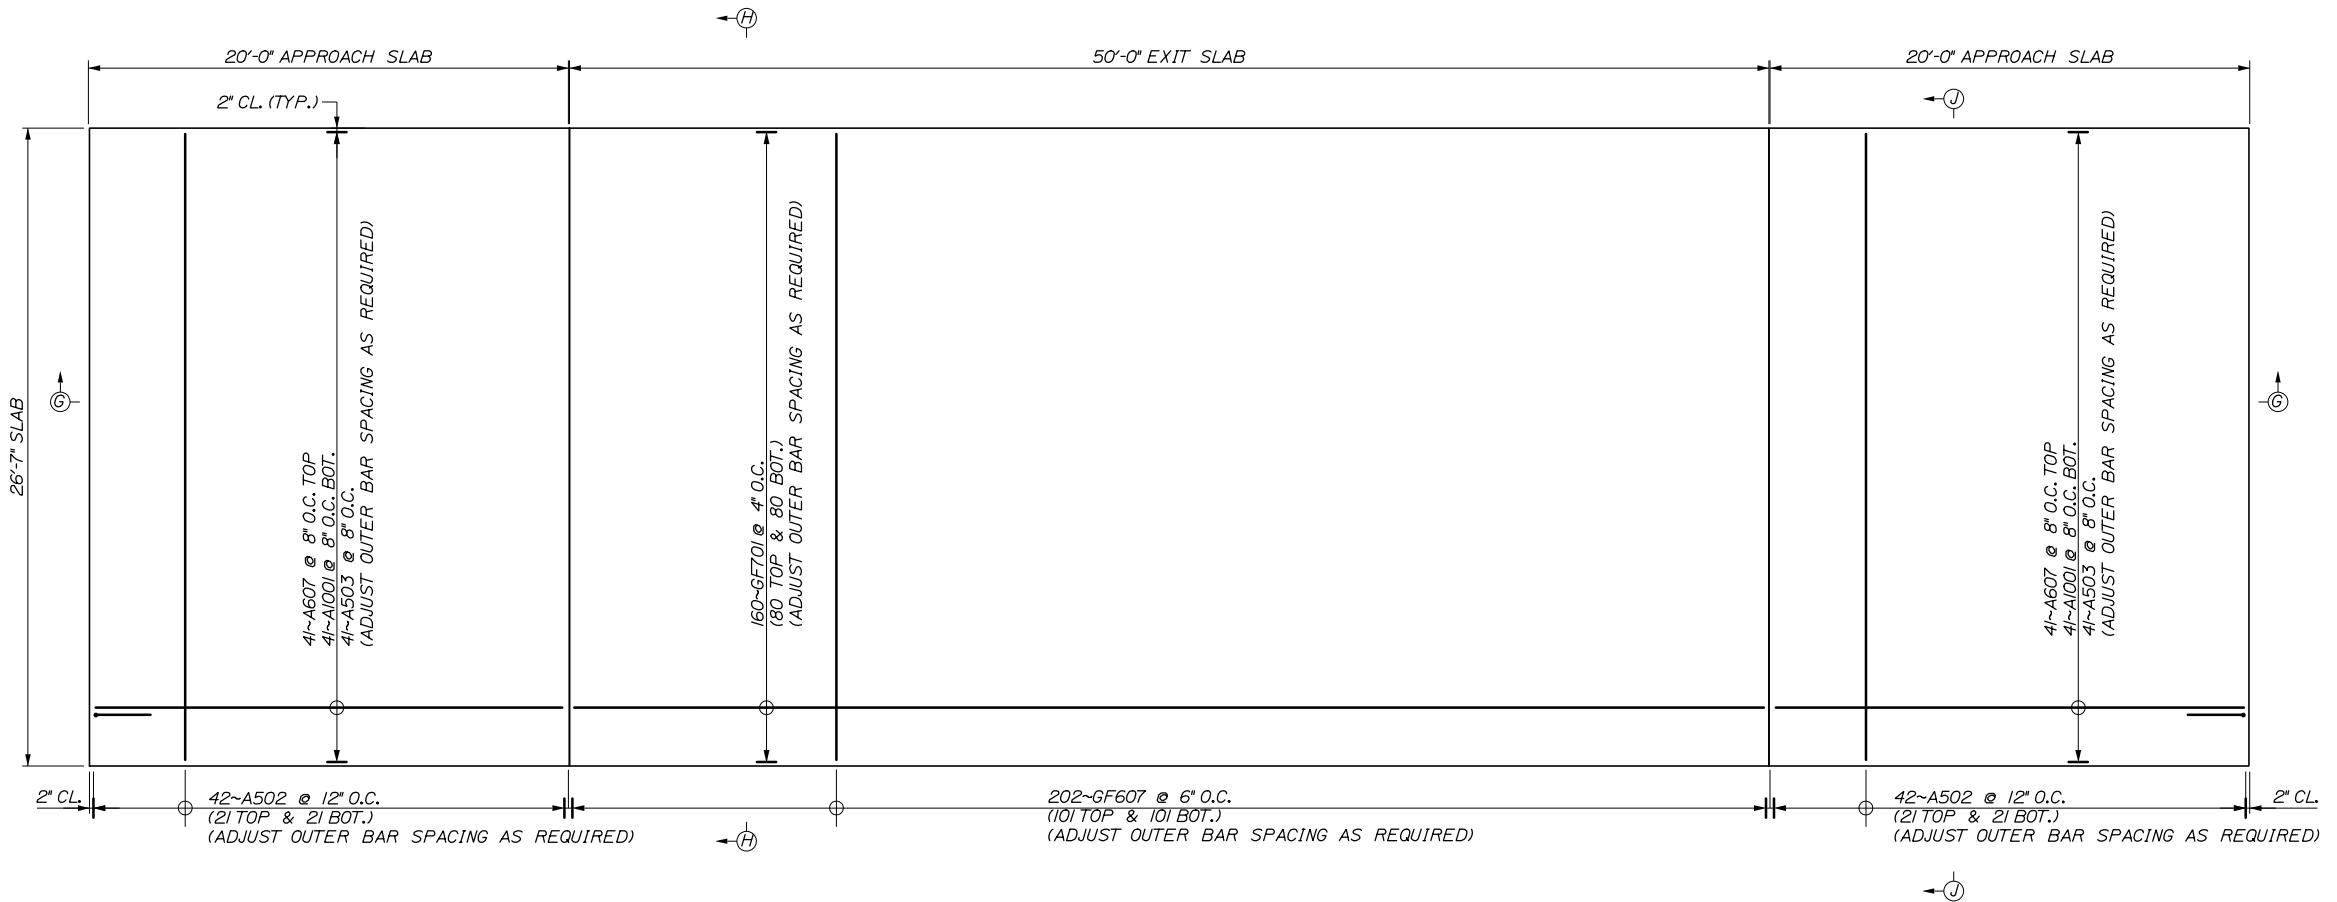 H
20'-0" APPROACH SLAB
50'-0" EXIT SLAB
20'-0" APPROACH SLAB
2" CL. (TYP.)
J
26'-7" SLAB
G
41~A607 @ 8" O.C. TOP
41~A1001 @ 8" O.C. BOT.
41~A503 @ 8" O.C.
(ADJUST OUTER BAR SPACING AS REQUIRED)
160~GF701 @ 4" O.C.
(80 TOP & 80 BOT.)
(ADJUST OUTER BAR SPACING AS REQUIRED)
41~A607 @ 8" O.C. TOP
41~A1001 @ 8" O.C. BOT.
41~A503 @ 8" O.C.
(ADJUST OUTER BAR SPACING AS REQUIRED)
G
2" CL.
42~A502 @ 12" O.C.
(21 TOP & 21 BOT.)
(ADJUST OUTER BAR SPACING AS REQUIRED)
202~GF607 @ 6" O.C.
(101 TOP & 101 BOT.)
(ADJUST OUTER BAR SPACING AS REQUIRED)
42~A502 @ 12" O.C.
(21 TOP & 21 BOT.)
(ADJUST OUTER BAR SPACING AS REQUIRED)
2" CL.
H
J